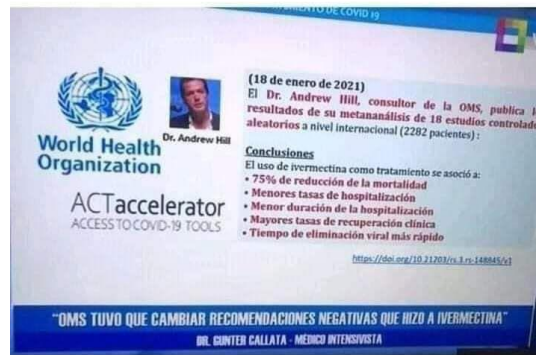 DE COVID 19
(18 de enero de 2021)
El Dr. Andrew Hill, consultor de la OMS, publica
resultados de su metanánalisis de 18 estudios
aleatorios a nivel internacional (2282 pacientes) :
Dr. Andrew Hill
World Health
Organization
Conclusiones
El uso de ivermectina como tratamiento se asoció a:
• 75% de reducción de la mortalidad
• Menores tasas de hospitalización
• Menor duración de la hospitalización
• Mayores tasas de recuperación clínica
• Tiempo de eliminación viral más rápido
ACTaccelerator
ACCESS TO COVID-19 TOOLS
https://doi.org/10.21203/rs.3.rs-148845/v1
"OMS TUVO QUE CAMBIAR RECOMENDACIONES NEGATIVAS QUE HIZO A IVERMECTINA"
DR. GUNTER CALLATA - MÉDICO INTENSIVISTA